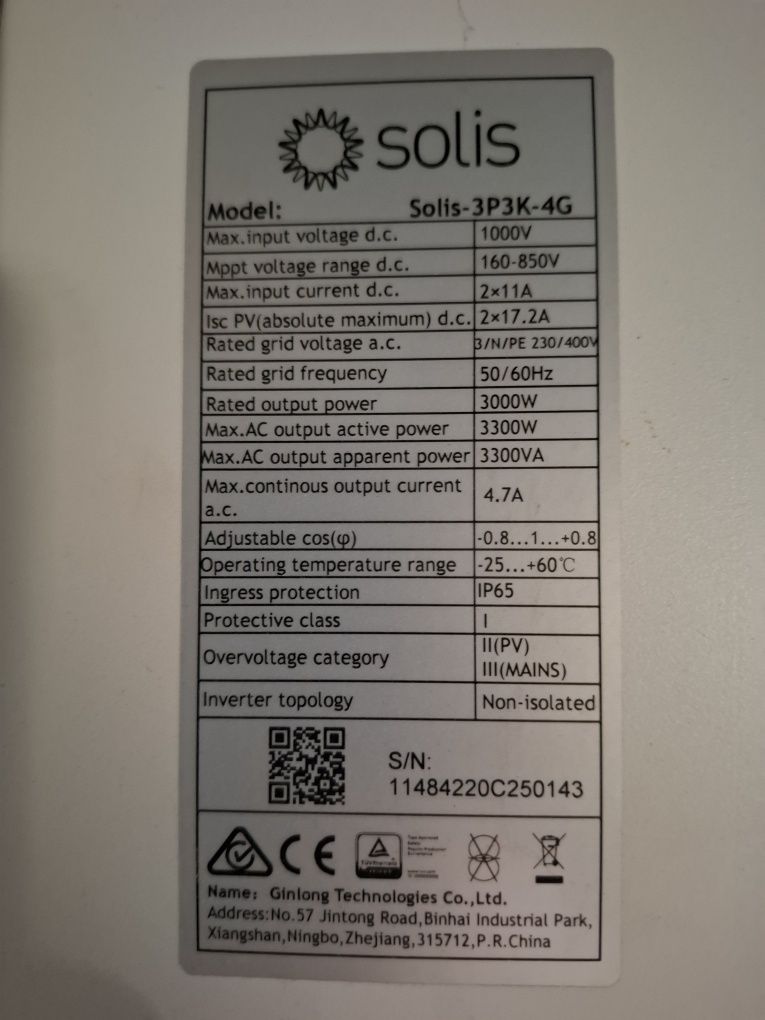 solis
Model: Solis-3P3K-4G
Max.input voltage d.c. 1000V
Mppt voltage range d.c. 160-850V
Max.input current d.c. 2×11A
Isc PV(absolute maximum) d.c. 2×17.2A
Rated grid voltage a.c. 3/N/PE 230/400V
Rated grid frequency 50/60Hz
Rated output power 3000W
Max.AC output active power 3300W
Max.AC output apparent power 3300VA
Max.continous output current
a.c. 4.7A
Adjustable cos(φ) -0.8...1...+0.8
Operating temperature range -25...+60℃
Ingress protection IP65
Protective class I
Overvoltage category II(PV)
III(MAINS)
Inverter topology Non-isolated
S/N:
11484220C250143
CE
TÜVRheinland
Name: Ginlong Technologies Co.,Ltd.
Address:No.57 Jintong Road,Binhai Industrial Park,
Xiangshan,Ningbo,Zhejiang,315712,P.R.China